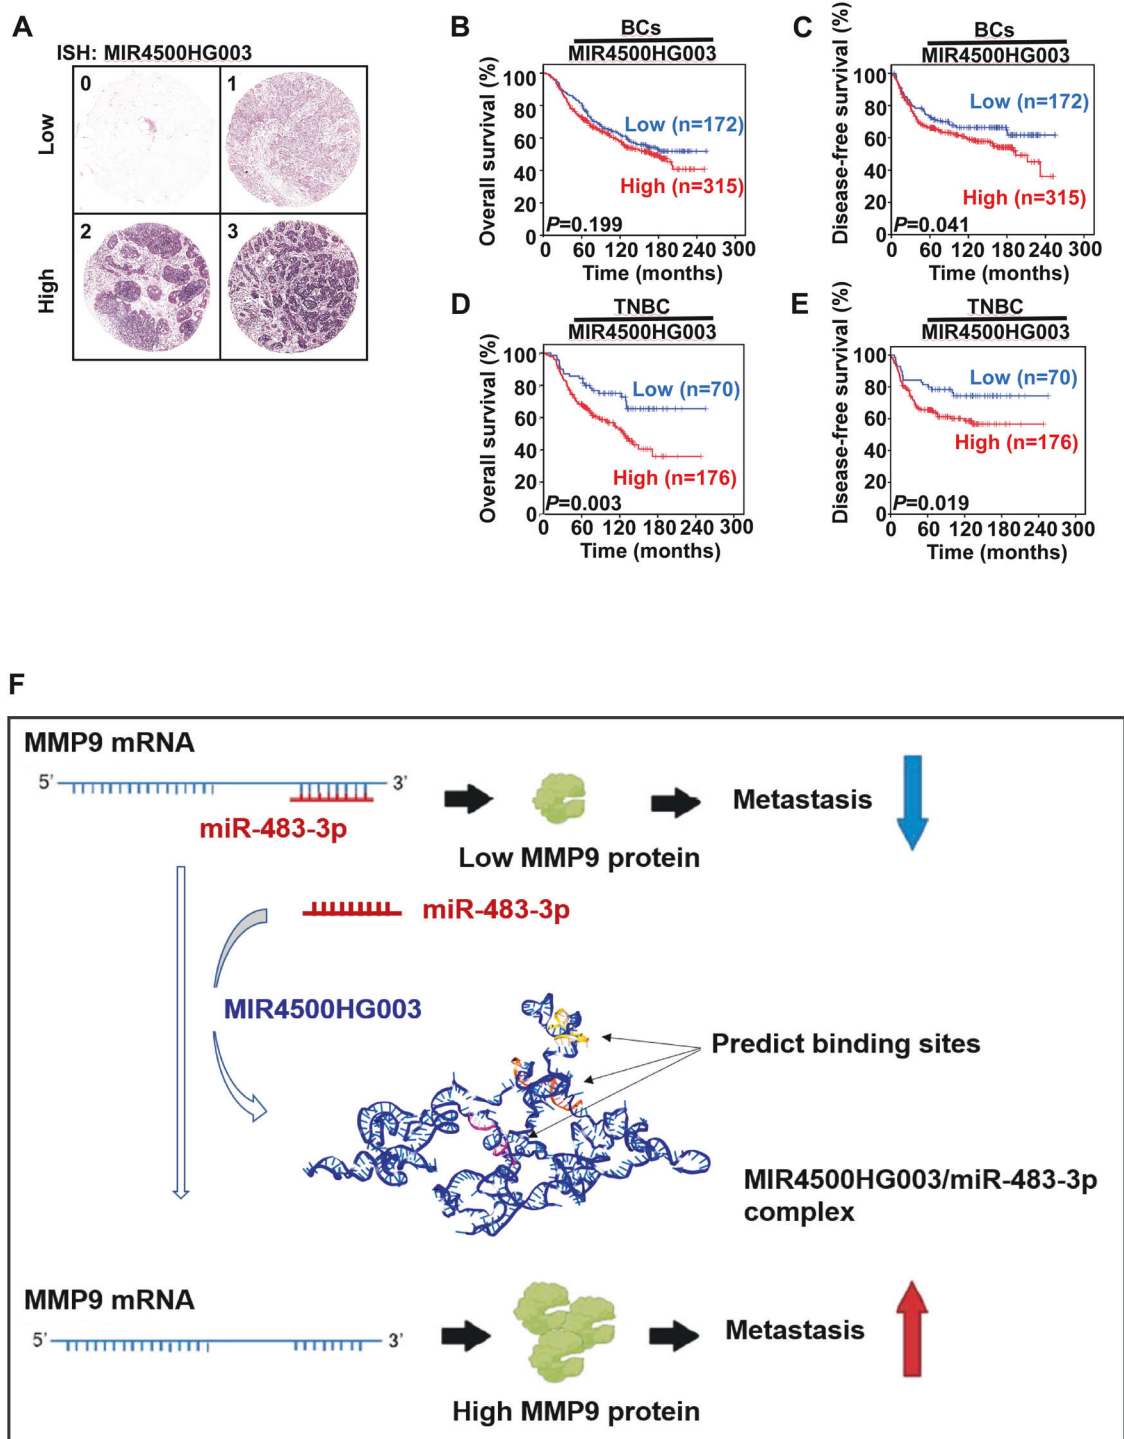 A
ISH: MIR4500HG003
Low
0
1
High
2
3
B
BCs
MIR4500HG003
Overall survival (%)
100
80
60
40
20
0
Low (n=172)
High (n=315)
P=0.199
0 60 120 180 240 300
Time (months)
C
BCs
MIR4500HG003
Disease-free survival (%)
100
80
60
40
20
0
Low (n=172)
High (n=315)
P=0.041
0 60 120 180 240 300
Time (months)
D
TNBC
MIR4500HG003
Overall survival (%)
100
80
60
40
20
0
Low (n=70)
High (n=176)
P=0.003
0 60 120 180 240 300
Time (months)
E
TNBC
MIR4500HG003
Disease-free survival (%)
100
80
60
40
20
0
Low (n=70)
High (n=176)
P=0.019
0 60 120 180 240 300
Time (months)
F
MMP9 mRNA
5’ 3’
miR-483-3p
Low MMP9 protein
Metastasis
miR-483-3p
MIR4500HG003
Predict binding sites
MIR4500HG003/miR-483-3p
complex
MMP9 mRNA
5’ 3’
High MMP9 protein
Metastasis